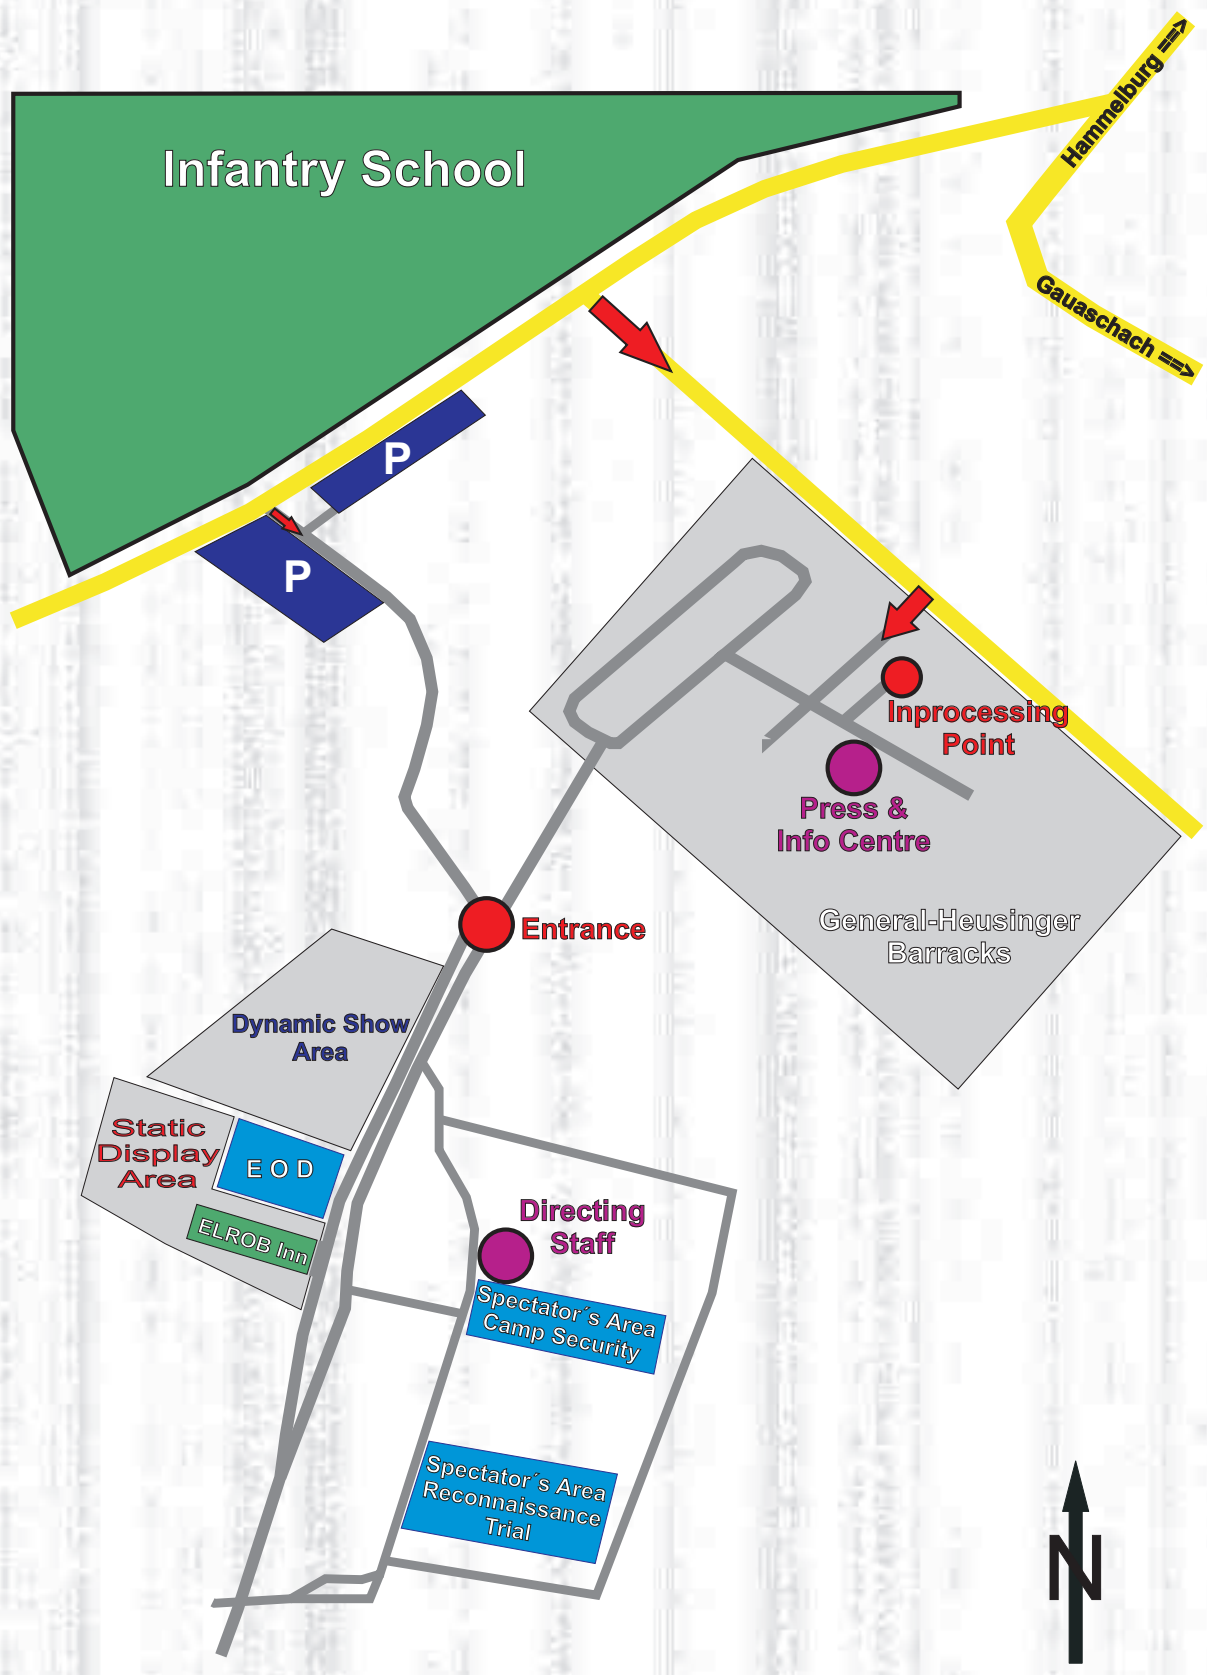 Hammelburg ==>
Infantry School
Gauaschach ==>
P
P
Inprocessing
Point
Press &
Info Centre
General-Heusinger
Barracks
Entrance
Dynamic Show
Area
Static
Display
Area
E O D
ELROB Inn
Directing
Staff
Spectator´s Area
Camp Security
Spectator´s Area
Reconnaissance
Trial
N